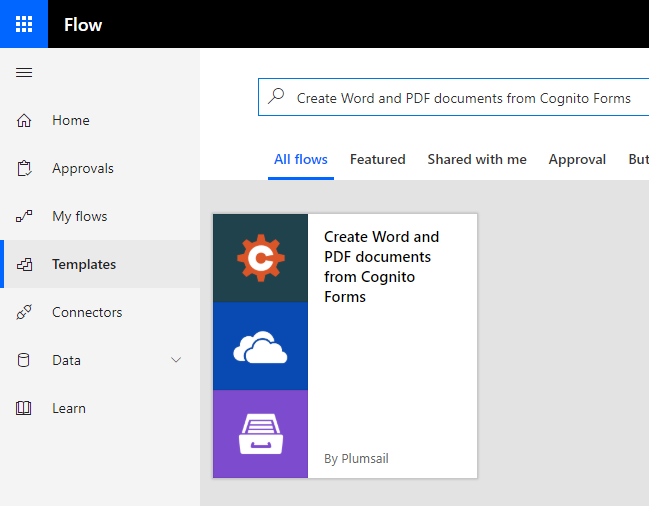 Flow
Create Word and PDF documents from Cognito Forms
Home
Approvals
My flows
Templates
Connectors
Data
Learn
All flows
Featured
Shared with me
Approval
But
Create Word and
PDF documents
from Cognito
Forms
By Plumsail